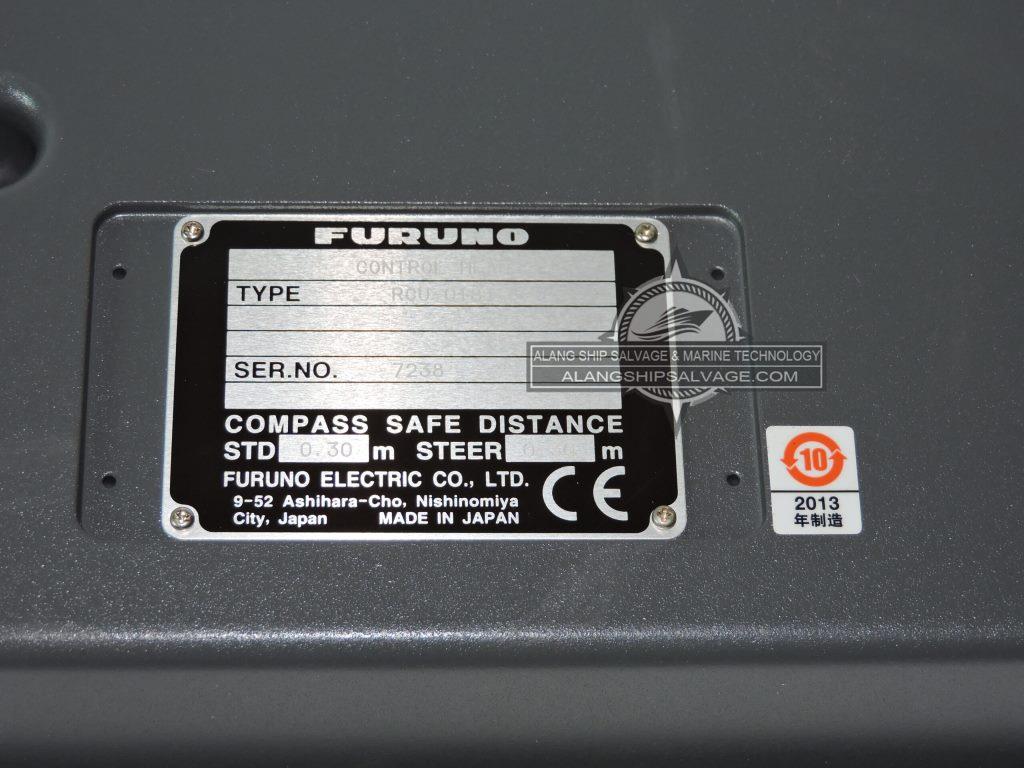 FURUNO
CONTROL
TYPE
SER.NO. 7238
COMPASS SAFE DISTANCE
STD 0.30 m STEER m
FURUNO ELECTRIC CO., LTD.
9-52 Ashihara-Cho, Nishinomiya
City, Japan MADE IN JAPAN
CE
ALANG SHIP SALVAGE & MARINE TECHNOLOGY
ALANGSHIPSALVAGE.COM
10
2013
年制造